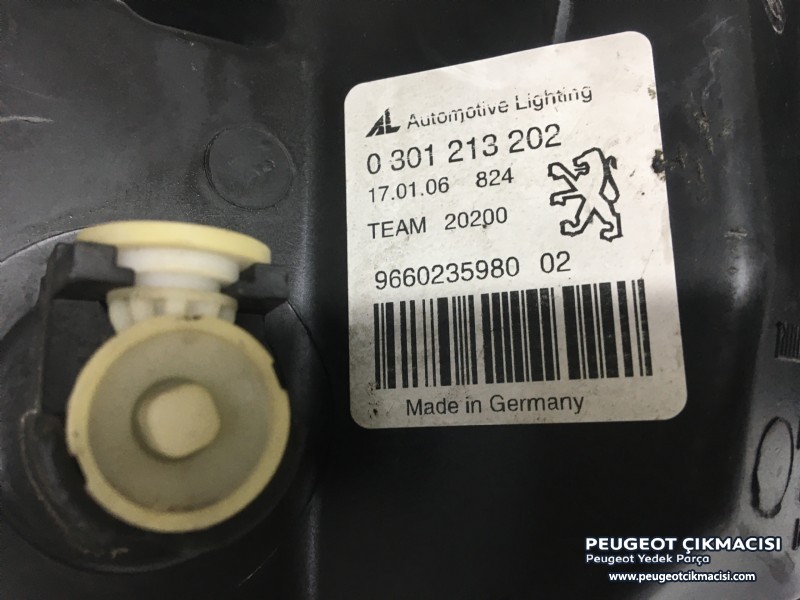 AL Automotive Lighting
0 301 213 202
17.01.06 824
TEAM 20200
9660235980 02
Made in Germany
PEUGEOT ÇIKMACISI
Peugeot Yedek Parça
www.peugeotcikmacisi.com